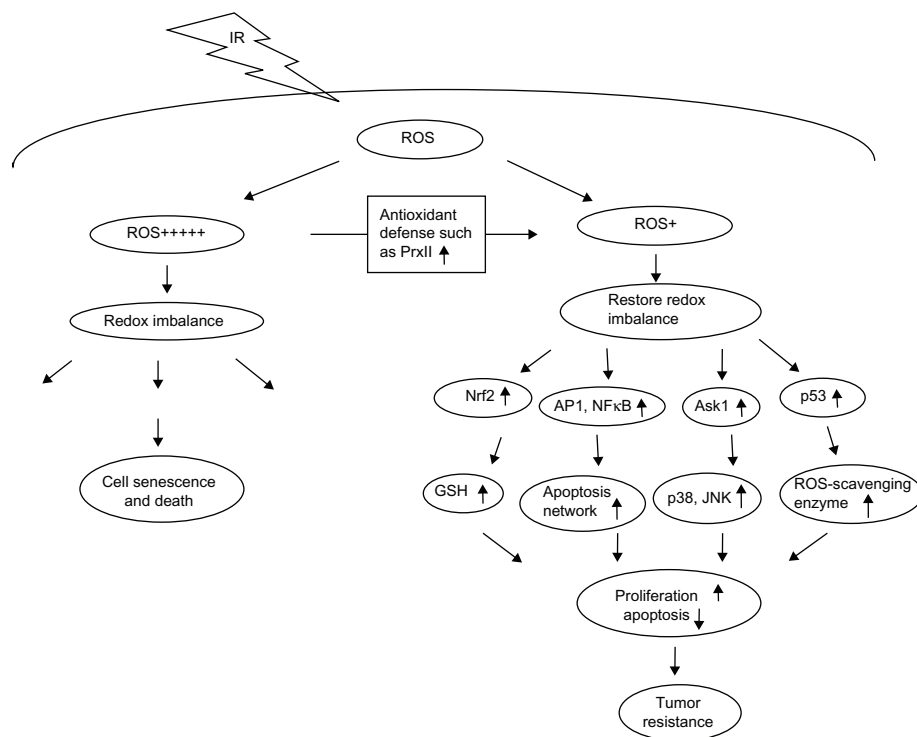 IR
ROS
ROS+++++
Antioxidant
defense such
as PrxII
ROS+
Redox imbalance
Restore redox
imbalance
Nrf2
AP1, NFκB
Ask1
p53
Cell senescence
and death
GSH
Apoptosis
network
p38, JNK
ROS-scavenging
enzyme
Proliferation
apoptosis
Tumor
resistance